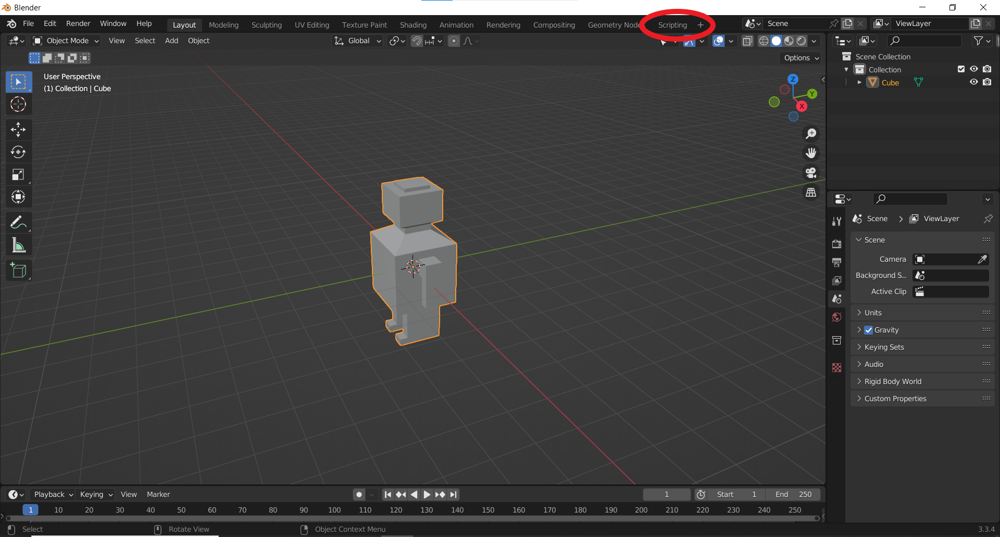 Blender
File Edit Render Window Help Layout Modeling Sculpting UV Editing Texture Paint Shading Animation Rendering Compositing Geometry Node Scripting + Scene ViewLayer
Object Mode View Select Add Object Global
Options
User Perspective
(1) Collection | Cube
Z
Y
X
Scene Collection
Collection
Cube
Scene > ViewLayer
Scene
Camera
Background S...
Active Clip
Units
Gravity
Keying Sets
Audio
Rigid Body World
Custom Properties
Playback Keying View Marker 1 Start 1 End 250
1 10 20 30 40 50 60 70 80 90 100 110 120 130 140 150 160 170 180 190 200 210 220 230 240 250
Select Rotate View Object Context Menu 3.3.4